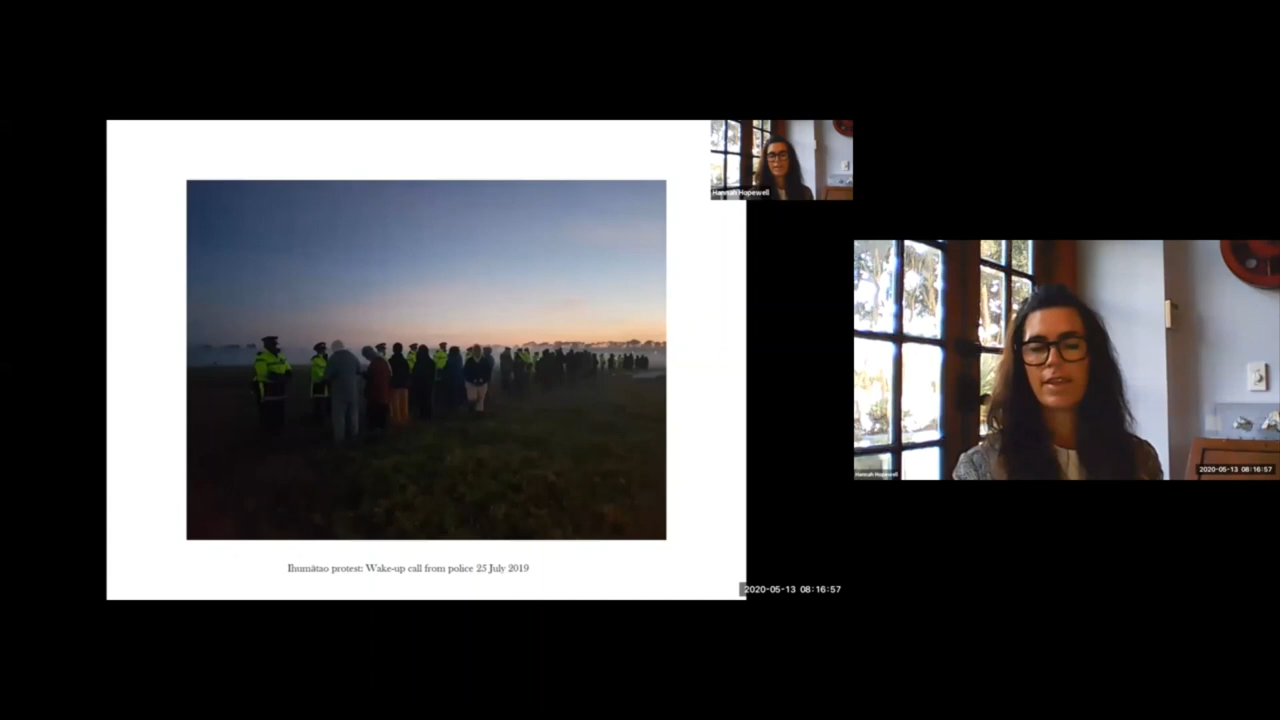 Hannah Hopewell
Hannah Hopewell
2020-05-13 08:16:57
Ihumātao protest: Wake-up call from police 25 July 2019
2020-05-13 08:16:57